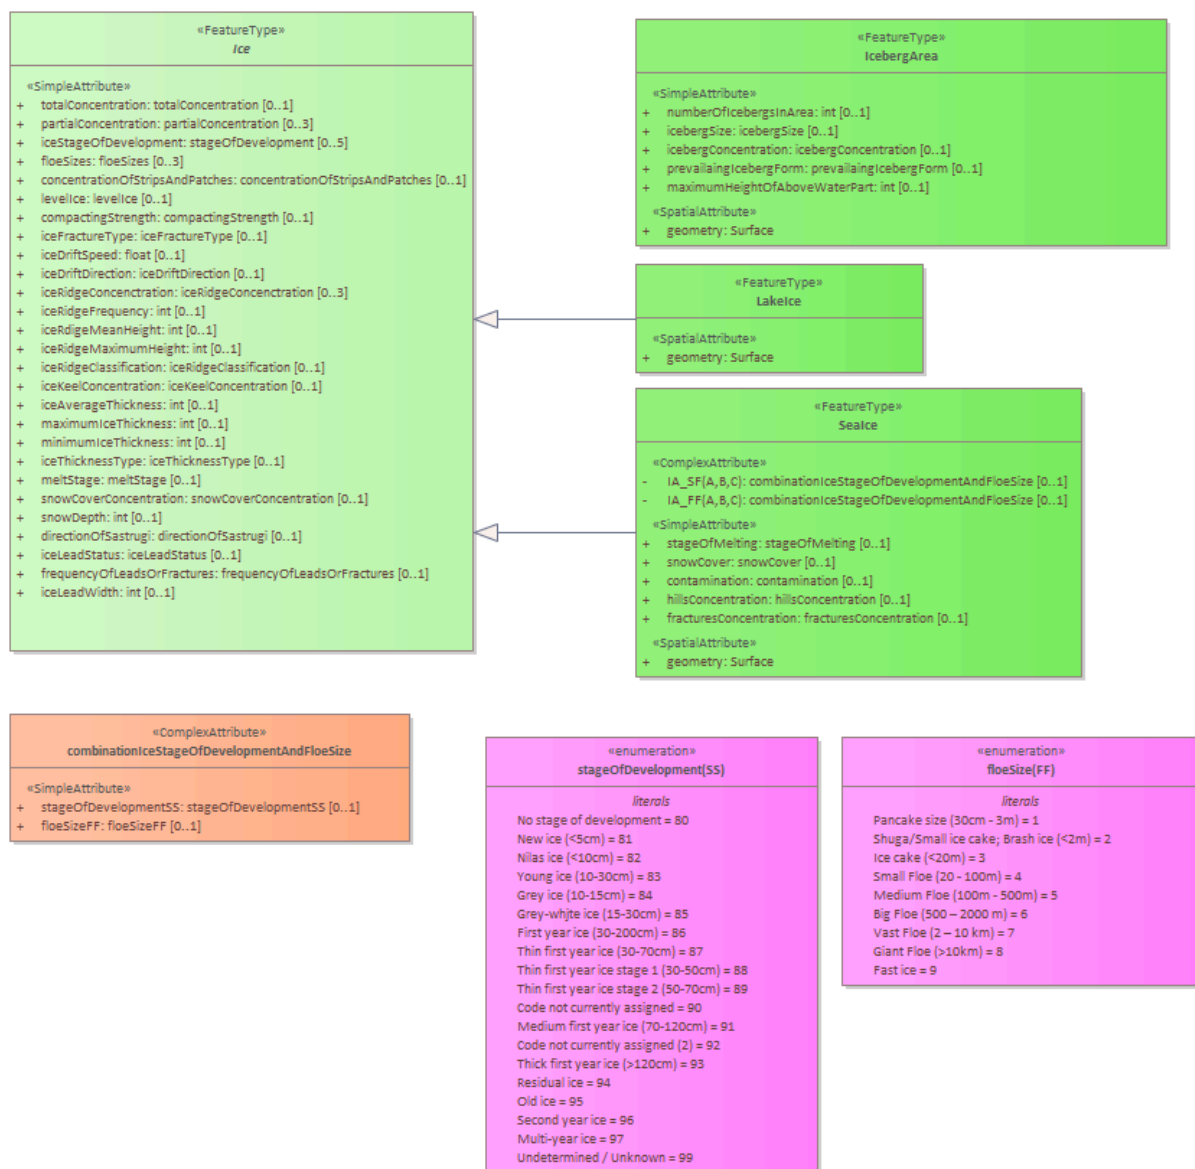 «FeatureType»
Ice
«SimpleAttribute»
+ totalConcentration: totalConcentration [0..1]
+ partialConcentration: partialConcentration [0..3]
+ iceStageOfDevelopment: stageOfDevelopment [0..5]
+ floeSizes: floeSizes [0..3]
+ concentrationOfStripsAndPatches: concentrationOfStripsAndPatches [0..1]
+ levelIce: levelIce [0..1]
+ compactingStrength: compactingStrength [0..1]
+ iceFractureType: iceFractureType [0..1]
+ iceDriftSpeed: float [0..1]
+ iceDriftDirection: iceDriftDirection [0..1]
+ iceRidgeConcenctration: iceRidgeConcenctration [0..3]
+ iceRidgeFrequency: int [0..1]
+ iceRdigeMeanHeight: int [0..1]
+ iceRidgeMaximumHeight: int [0..1]
+ iceRidgeClassification: iceRidgeClassification [0..1]
+ iceKeelConcentration: iceKeelConcentration [0..1]
+ iceAverageThickness: int [0..1]
+ maximumIceThickness: int [0..1]
+ minimumIceThickness: int [0..1]
+ iceThicknessType: iceThicknessType [0..1]
+ meltStage: meltStage [0..1]
+ snowCoverConcentration: snowCoverConcentration [0..1]
+ snowDepth: int [0..1]
+ directionOfSastrugi: directionOfSastrugi [0..1]
+ iceLeadStatus: iceLeadStatus [0..1]
+ frequencyOfLeadsOrFractures: frequencyOfLeadsOrFractures [0..1]
+ iceLeadWidth: int [0..1]
«FeatureType»
IcebergArea
«SimpleAttribute»
+ numberOfIcebergsInArea: int [0..1]
+ icebergSize: icebergSize [0..1]
+ icebergConcentration: icebergConcentration [0..1]
+ prevailaingIcebergForm: prevailaingIcebergForm [0..1]
+ maximumHeightOfAboveWaterPart: int [0..1]
«SpatialAttribute»
+ geometry: Surface
«FeatureType»
LakeIce
«SpatialAttribute»
+ geometry: Surface
«FeatureType»
SeaIce
«ComplexAttribute»
- IA_SF(A,B,C): combinationIceStageOfDevelopmentAndFloeSize [0..1]
- IA_FF(A,B,C): combinationIceStageOfDevelopmentAndFloeSize [0..1]
«SimpleAttribute»
+ stageOfMelting: stageOfMelting [0..1]
+ snowCover: snowCover [0..1]
+ contamination: contamination [0..1]
+ hillsConcentration: hillsConcentration [0..1]
+ fracturesConcentration: fracturesConcentration [0..1]
«SpatialAttribute»
+ geometry: Surface
«ComplexAttribute»
combinationIceStageOfDevelopmentAndFloeSize
«SimpleAttribute»
+ stageOfDevelopmentSS: stageOfDevelopmentSS [0..1]
+ floeSizeFF: floeSizeFF [0..1]
«enumeration»
stageOfDevelopment(SS)
literals
No stage of development = 80
New ice (<5cm) = 81
Nilas ice (<10cm) = 82
Young ice (10-30cm) = 83
Grey ice (10-15cm) = 84
Grey-whjte ice (15-30cm) = 85
First year ice (30-200cm) = 86
Thin first year ice (30-70cm) = 87
Thin first year ice stage 1 (30-50cm) = 88
Thin first year ice stage 2 (50-70cm) = 89
Code not currently assigned = 90
Medium first year ice (70-120cm) = 91
Code not currently assigned (2) = 92
Thick first year ice (>120cm) = 93
Residual ice = 94
Old ice = 95
Second year ice = 96
Multi-year ice = 97
Undetermined / Unknown = 99
«enumeration»
floeSize(FF)
literals
Pancake size (30cm - 3m) = 1
Shuga/Small ice cake; Brash ice (<2m) = 2
Ice cake (<20m) = 3
Small Floe (20 - 100m) = 4
Medium Floe (100m - 500m) = 5
Big Floe (500 – 2000 m) = 6
Vast Floe (2 – 10 km) = 7
Giant Floe (>10km) = 8
Fast ice = 9